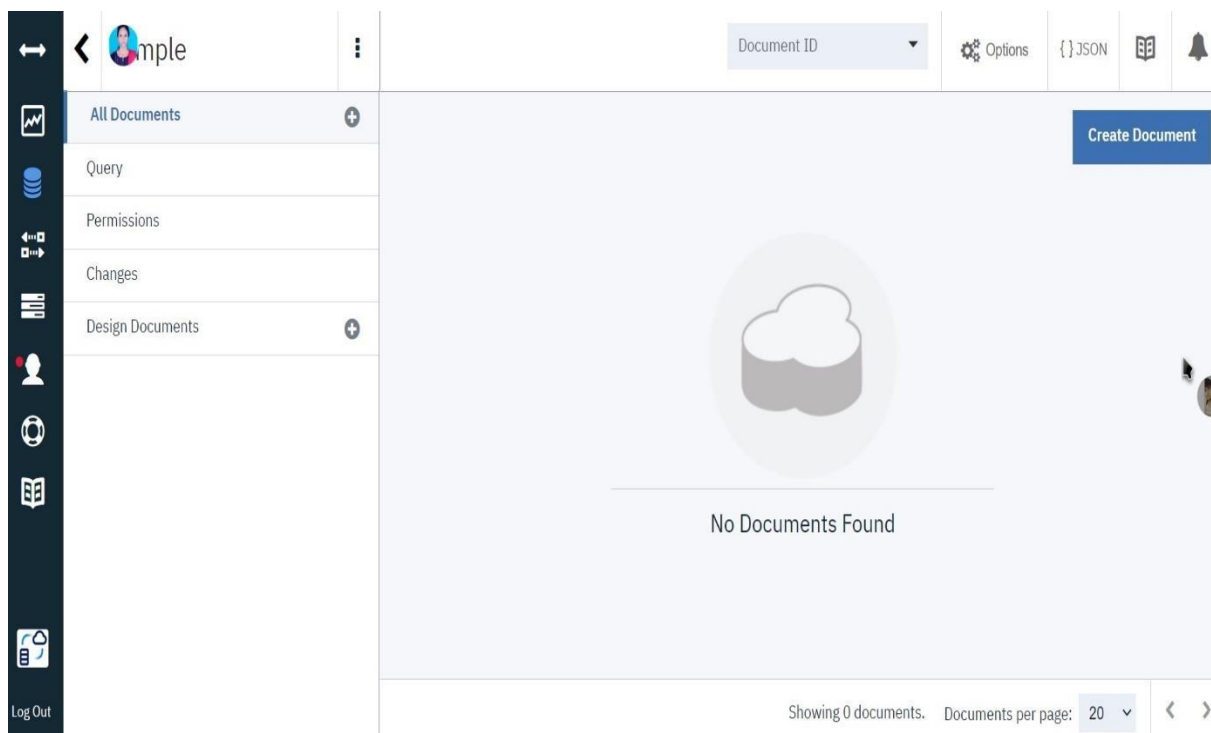 mple
Document ID
Options
{ } JSON
All Documents
Create Document
Query
Permissions
Changes
Design Documents
No Documents Found
Log Out
Showing 0 documents.
Documents per page: 20